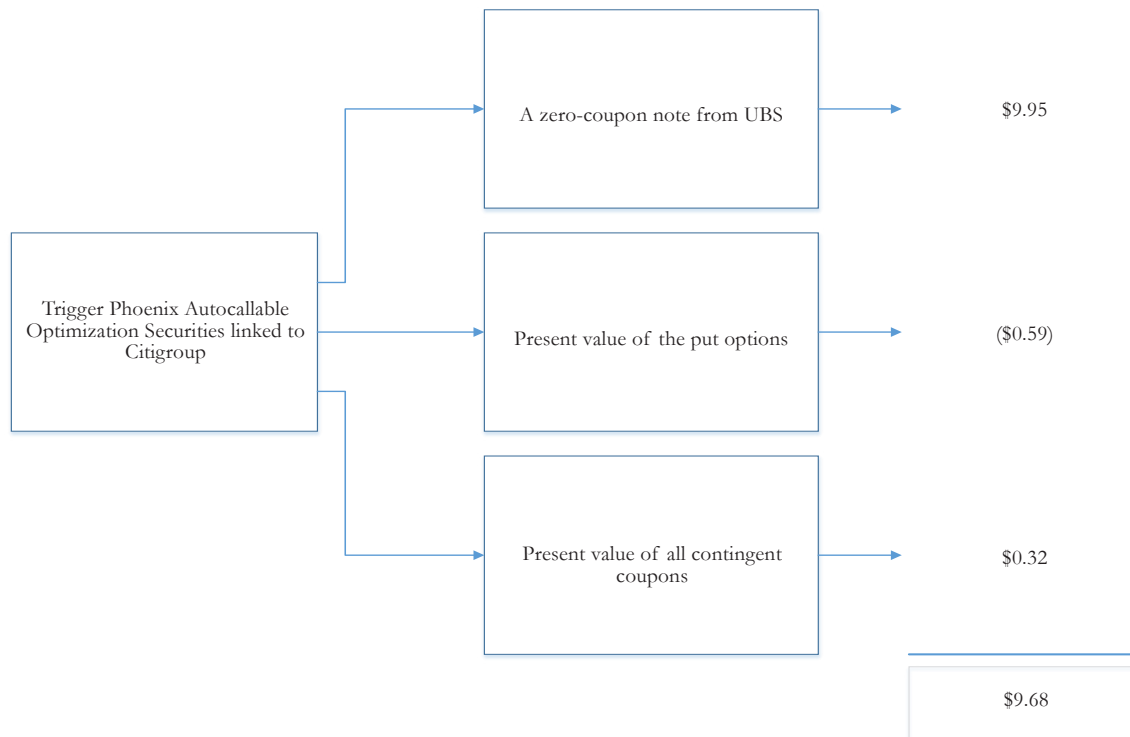 A zero-coupon note from UBS
$9.95
Trigger Phoenix Autocallable
Optimization Securities linked to
Citigroup
Present value of the put options
($0.59)
Present value of all contingent
coupons
$0.32
$9.68